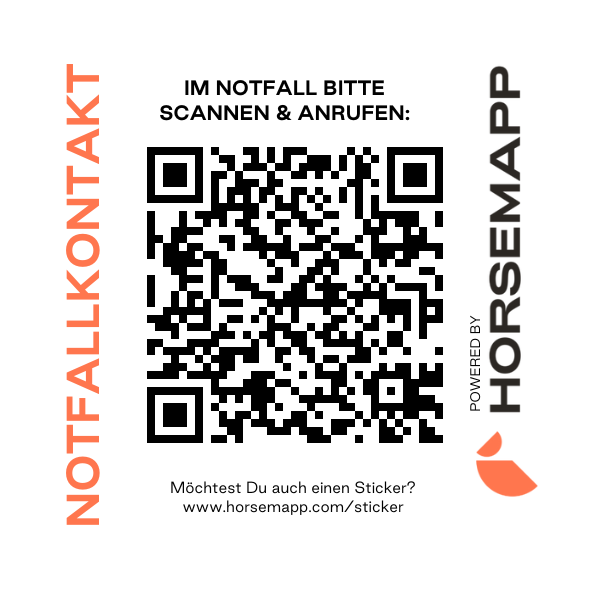 NOTFALLKONTAKT
IM NOTFALL BITTE
SCANNEN & ANRUFEN:
POWERED BY
HORSEMAPP
Möchtest Du auch einen Sticker?
www.horsemapp.com/sticker